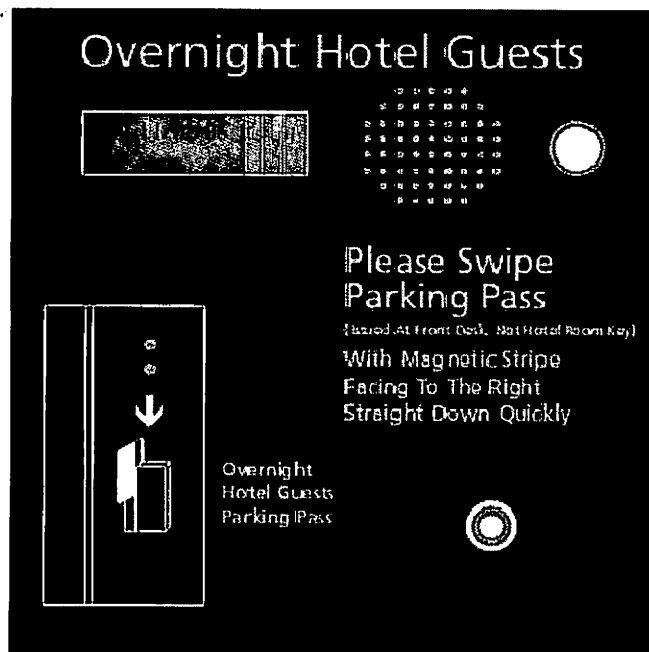 Overnight Hotel Guests
Please Swipe
Parking Pass
(Issued At Front Desk, Not Hotel Room Key)
With Magnetic Stripe
Facing To The Right
Straight Down Quickly
Overnight
Hotel Guests
Parking Pass